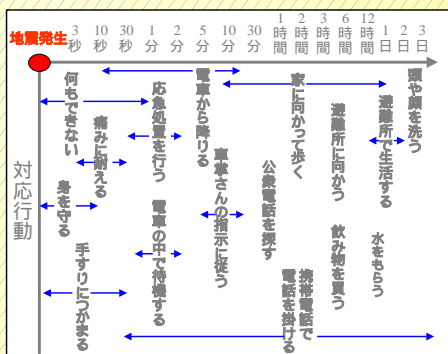 地震発生
3秒
10秒
30秒
1分
2分
5分
10分
30分
1時間
2時間
3時間
6時間
12時間
1日
2日
3日
対応行動
何もできない
痛みに耐える
身を守る
手すりにつかまる
応急処置を行う
電車の中で待機する
電車から降りる
車掌さんの指示に従う
公衆電話を探す
家に向かって歩く
携帯電話で
電話を掛ける
避難所に向かう
飲み物を買う
避難所で生活する
水をもらう
頭や顔を洗う